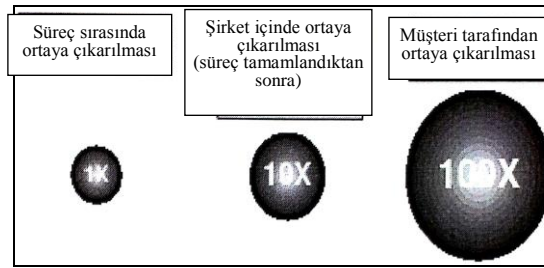 Süreç sırasında
ortaya çıkarılması
Şirket içinde ortaya
çıkarılması
(süreç tamamlandıktan
sonra)
Müşteri tarafından
ortaya çıkarılması
1X
10X
100X